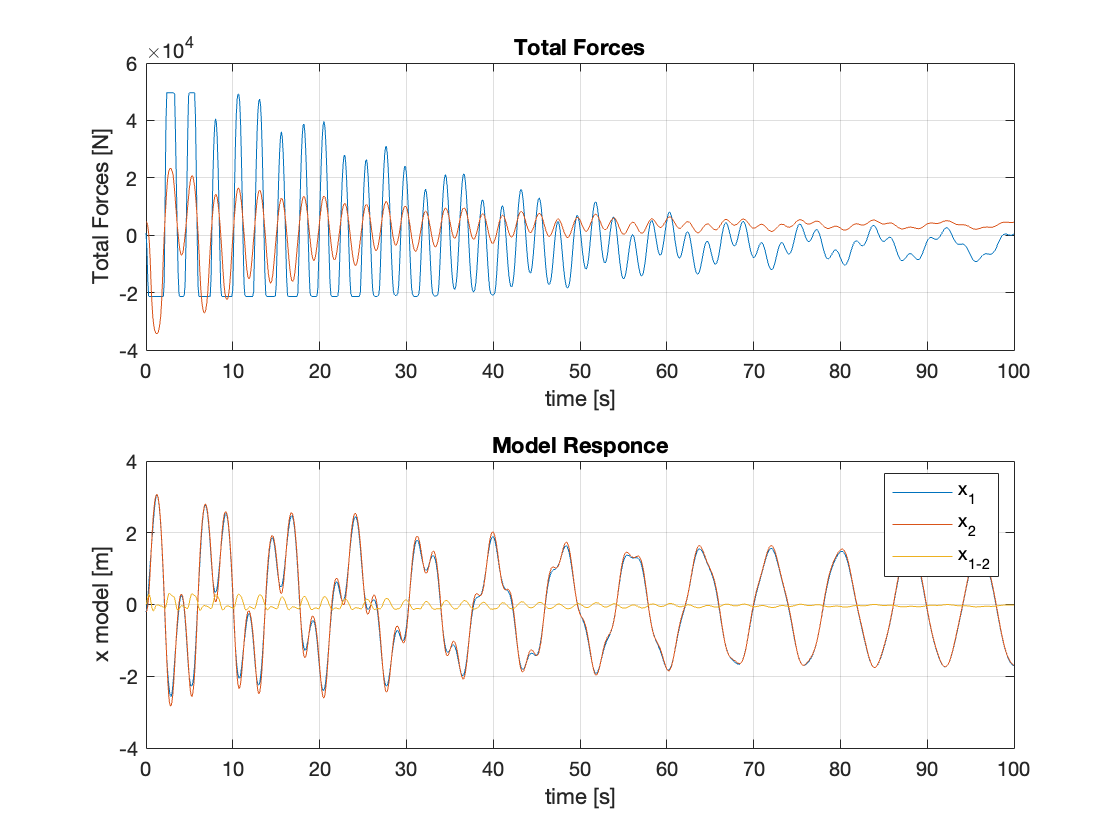 Total Forces
×10⁴
6
4
2
0
-2
-4
Total Forces [N]
0 10 20 30 40 50 60 70 80 90 100
time [s]
Model Responce
4
2
0
-2
-4
x model [m]
x₁
x₂
x₁₋₂
0 10 20 30 40 50 60 70 80 90 100
time [s]